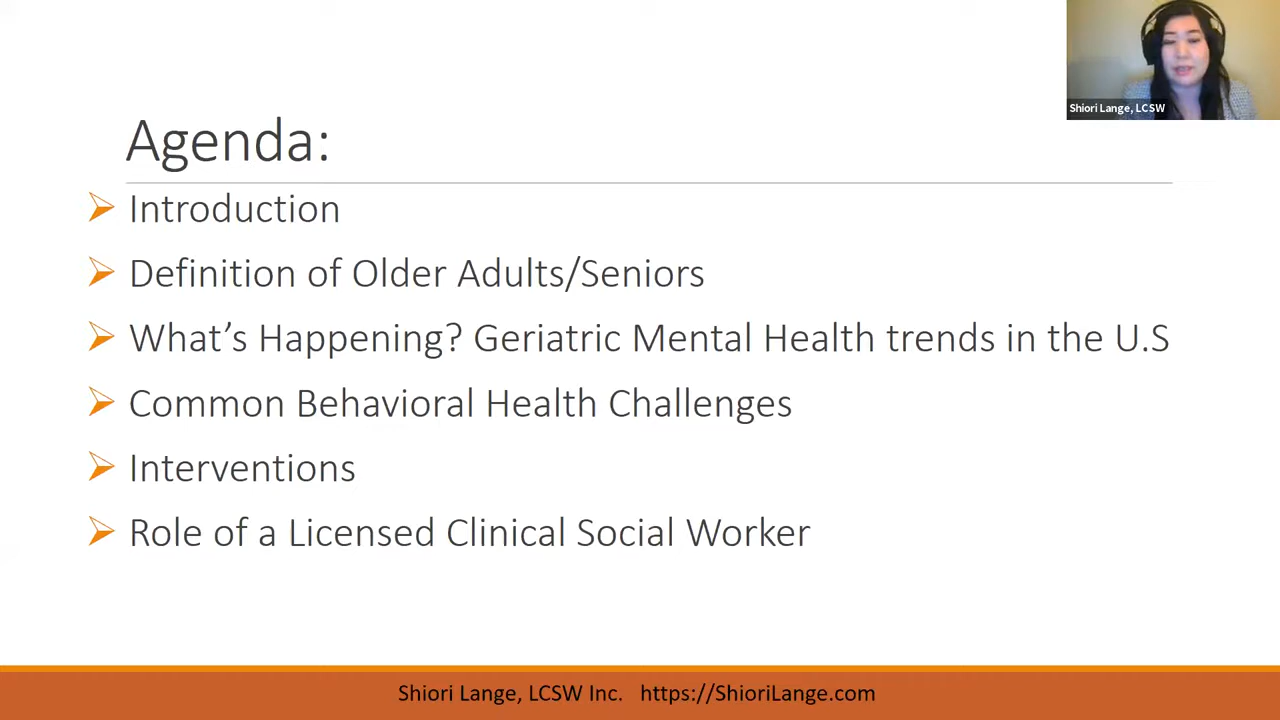 Shiori Lange, LCSW
Agenda:
Introduction
Definition of Older Adults/Seniors
What’s Happening? Geriatric Mental Health trends in the U.S
Common Behavioral Health Challenges
Interventions
Role of a Licensed Clinical Social Worker
Shiori Lange, LCSW Inc. https://ShioriLange.com